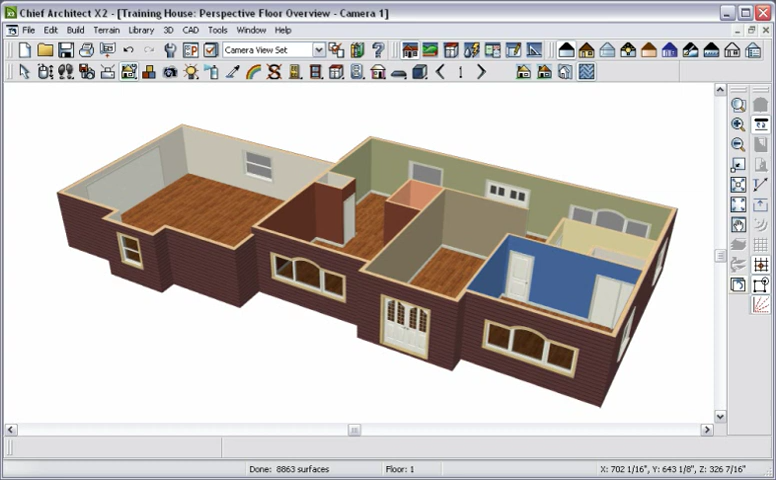 Chief Architect X2 - [Training House: Perspective Floor Overview - Camera 1]
File Edit Build Terrain Library 3D CAD Tools Window Help
Camera View Set
1
Done: 8863 surfaces Floor: 1 X: 702 1/16", Y: 643 1/8", Z: 326 7/16"